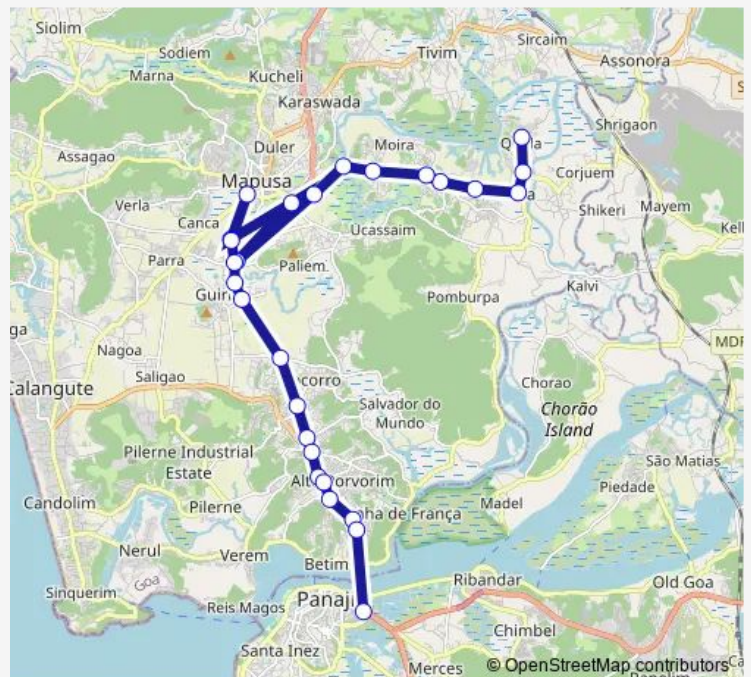 Siolim
Sircaim
Sodiem
Tivim
Assonora
Marna
Kucheli
Karaswada
Shrigaon
Duler
Moira
Assagao
Corjuem
Mapusa
Verla
Shikeri
Mayem
Canca
Ucassaim
Parra
Paliem
Kalvi
Pomburpa
Nagoa
Saligao
Chorao
Calangute
Salvador do
Mundo
Chorão
Island
Pilerne Industrial
Estate
São Matias
Piedade
Candolim
Pilerne
Madel
Nerul
Verem
Betim
Ribandar
Old Goa
Sinquerim
Goa
Reis Magos
Panaji
Chimbel
Santa Inez
Merces
© OpenStreetMap contributors